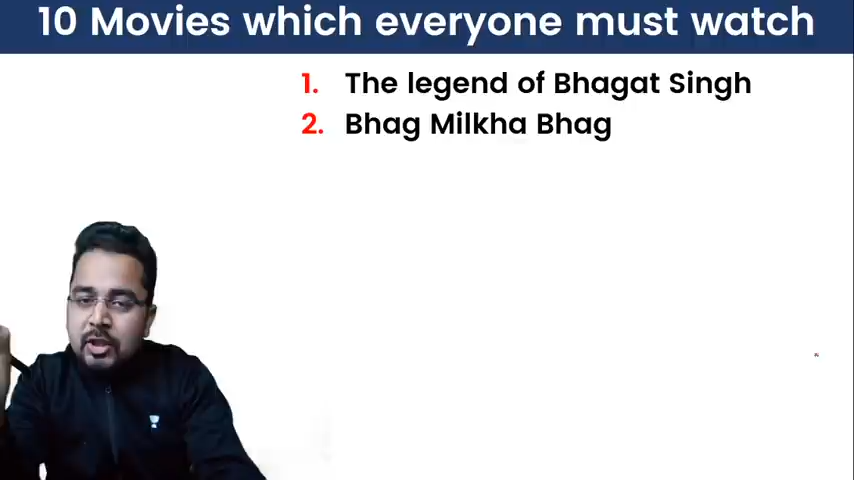 10 Movies which everyone must watch
1. The legend of Bhagat Singh
2. Bhag Milkha Bhag